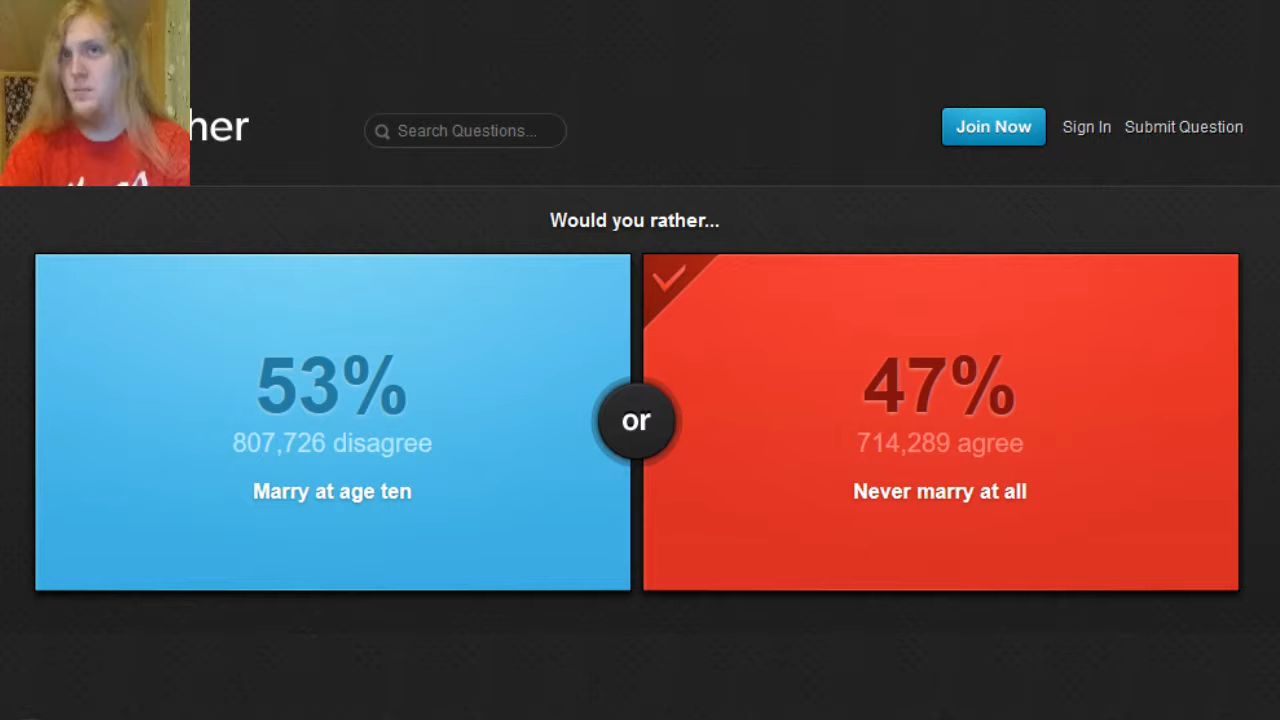 her
Search Questions...
Join Now
Sign In
Submit Question
Would you rather...
53%
807,726 disagree
Marry at age ten
or
47%
714,289 agree
Never marry at all